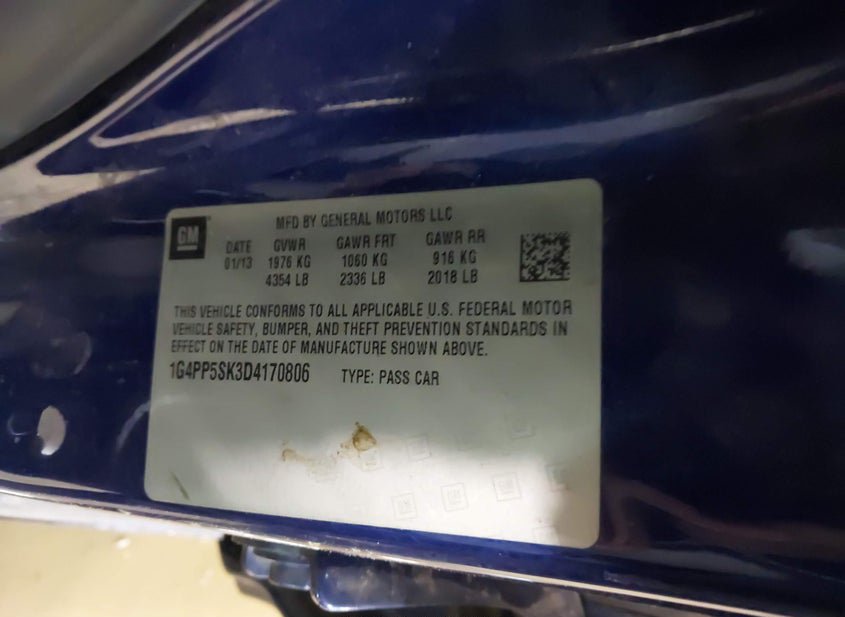 GM
MFD BY GENERAL MOTORS LLC
DATE GVWR GAWR FRT GAWR RR
01/13 1976 KG 1060 KG 916 KG
4354 LB 2336 LB 2018 LB
THIS VEHICLE CONFORMS TO ALL APPLICABLE U.S. FEDERAL MOTOR
VEHICLE SAFETY, BUMPER, AND THEFT PREVENTION STANDARDS IN
EFFECT ON THE DATE OF MANUFACTURE SHOWN ABOVE.
1G4PP5SK3D4170806 TYPE: PASS CAR